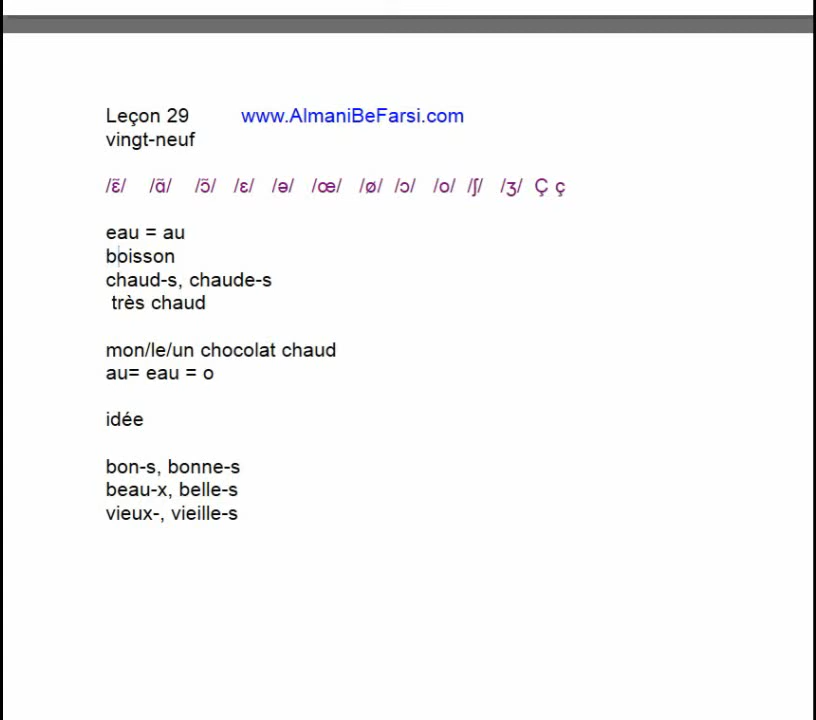 Leçon 29 www.AlmaniBeFarsi.com
vingt-neuf
/ɛ̃/ /ɑ̃/ /ɔ̃/ /ɛ/ /ə/ /œ/ /ø/ /ɔ/ /o/ /ʃ/ /ʒ/ Ç ç
eau = au
boisson
chaud-s, chaude-s
très chaud
mon/le/un chocolat chaud
au= eau = o
idée
bon-s, bonne-s
beau-x, belle-s
vieux-, vieille-s